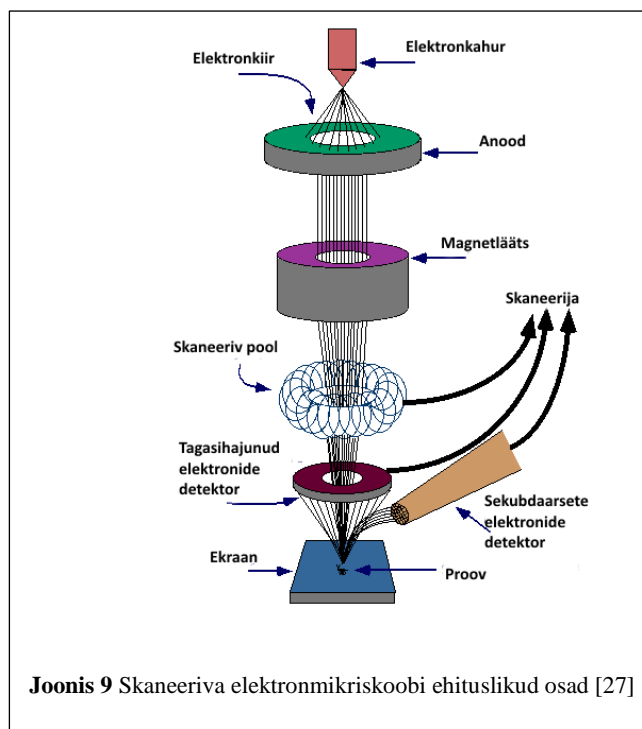 Elektronkahur
Elektronkiir
Anood
Magnetlääts
Skaneerija
Skaneeriv pool
Tagasihajunud
elektronide
detektor
Sekubdaarsete
elektronide
detektor
Ekraan
Proov
Joonis 9 Skaneeriva elektronmikriskoobi ehituslikud osad [27]